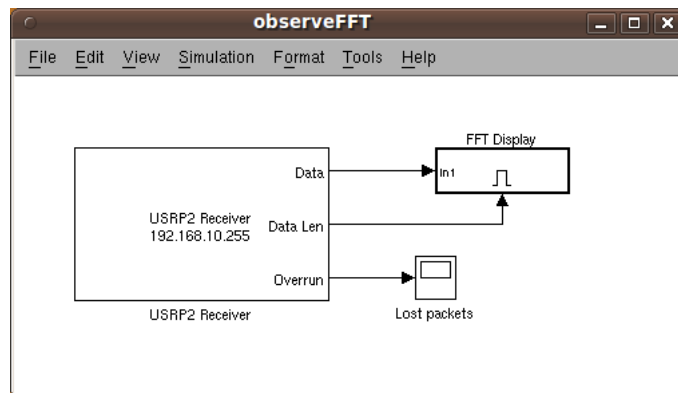 observeFFT
File Edit View Simulation Format Tools Help
FFT Display
Data
In1
USRP2 Receiver
192.168.10.255
Data Len
Overrun
USRP2 Receiver
Lost packets